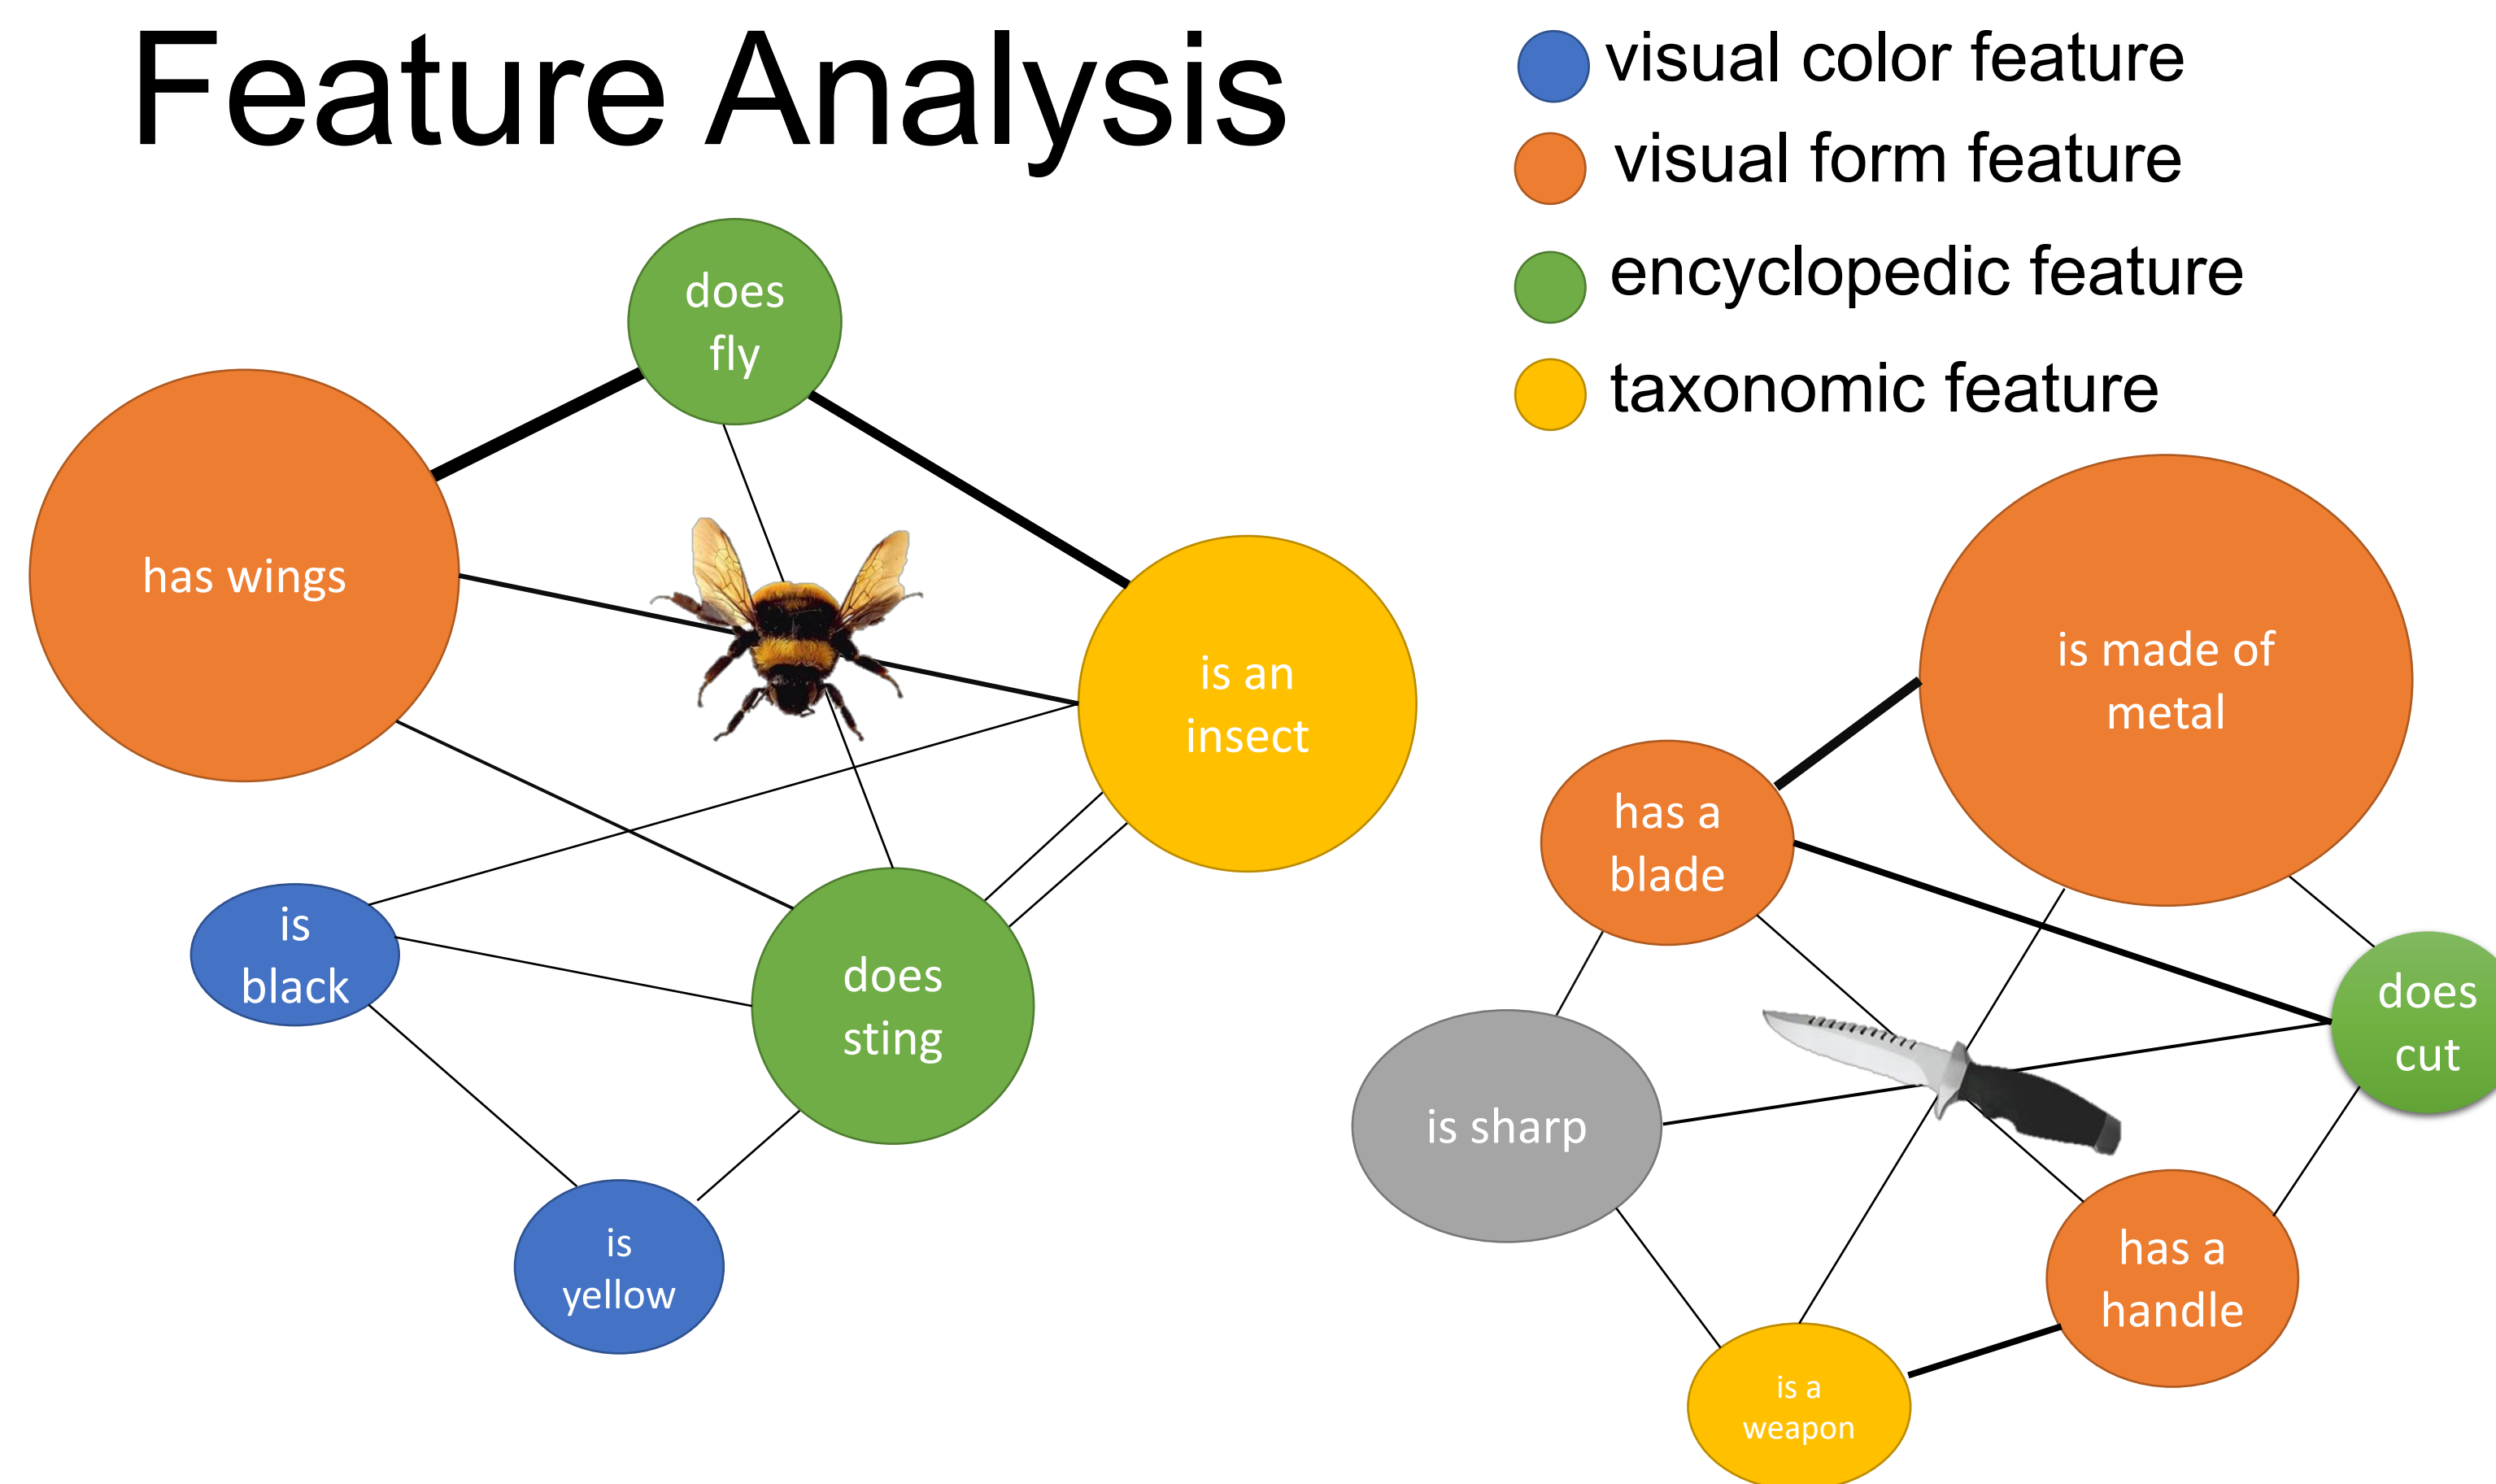 Feature Analysis
visual color feature
visual form feature
encyclopedic feature
taxonomic feature
does
fly
has wings
is an
insect
is
black
does
sting
is
yellow
is made of
metal
has a
blade
does
cut
is sharp
has a
handle
is a
weapon